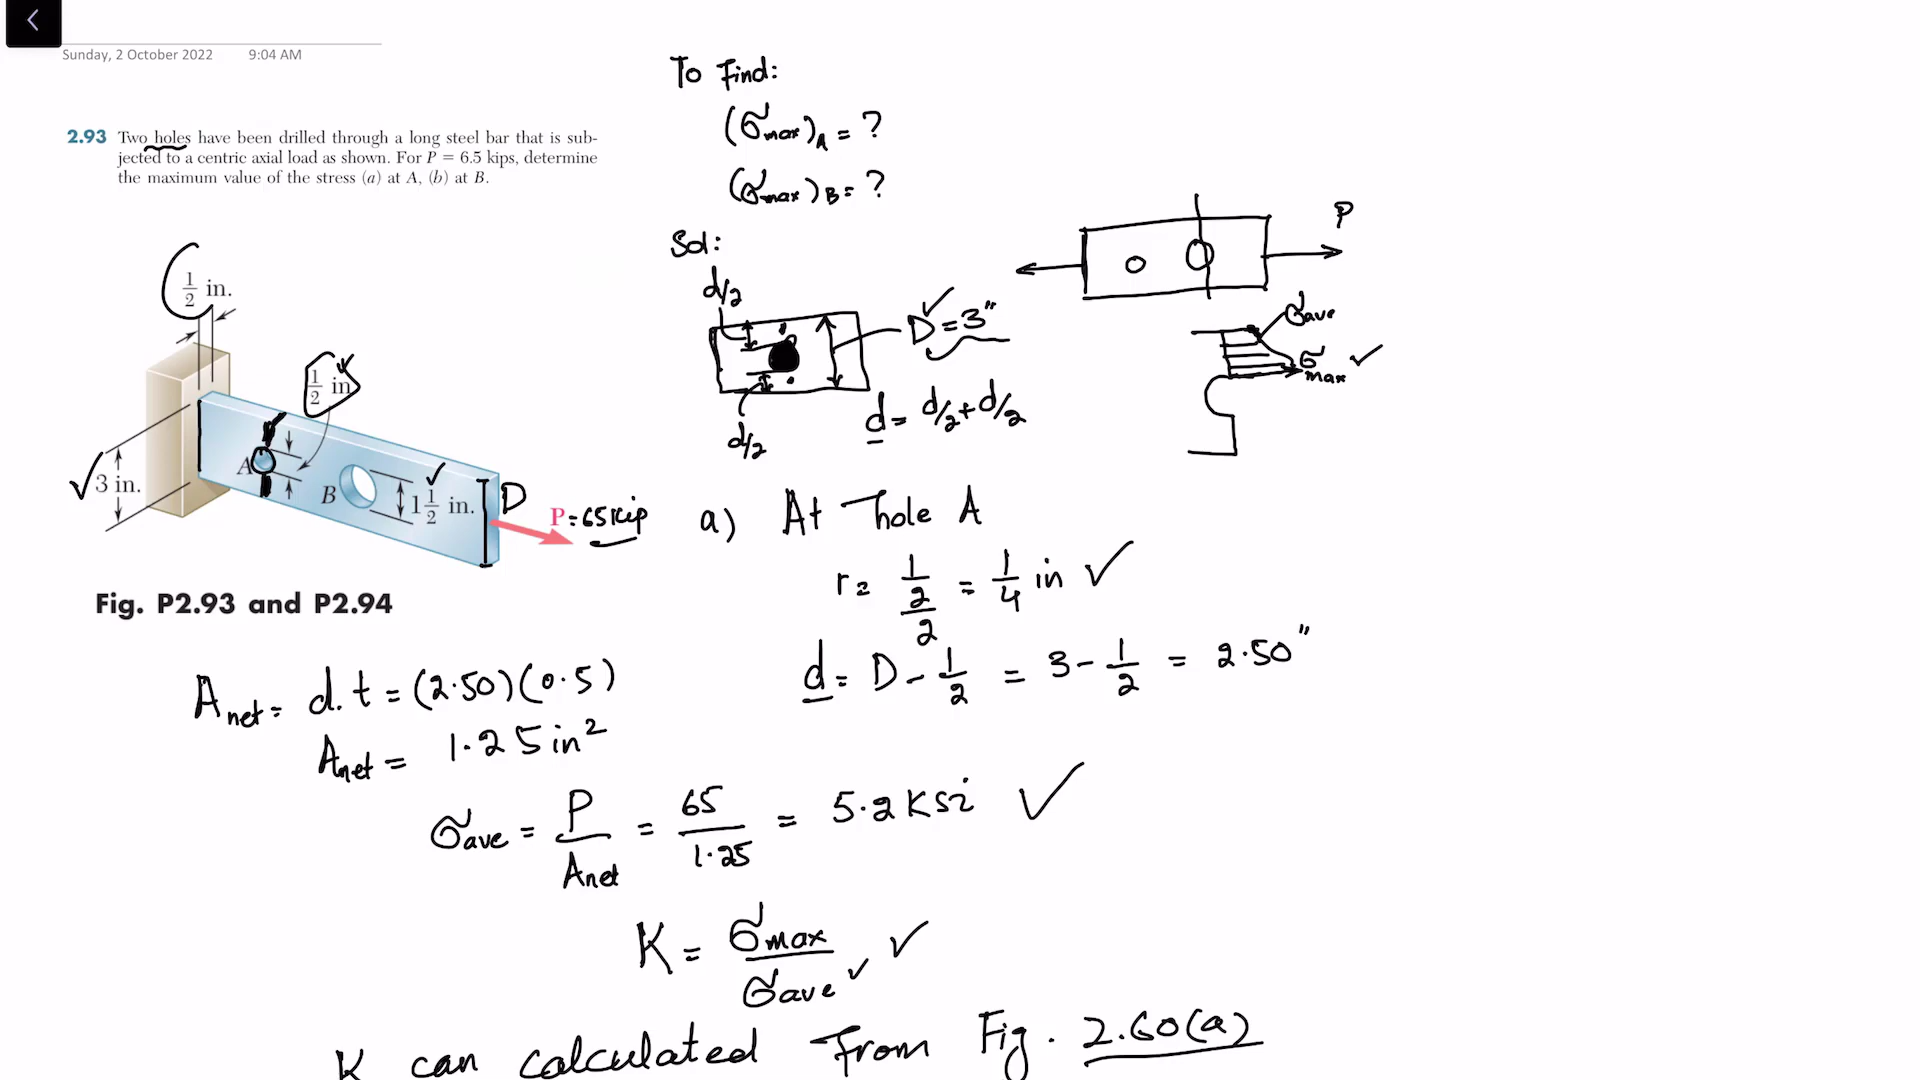 Sunday, 2 October 2022 9:04 AM
2.93 Two holes have been drilled through a long steel bar that is sub-
jected to a centric axial load as shown. For P = 6.5 kips, determine
the maximum value of the stress (a) at A, (b) at B.
1/2 in.
1/2 in
3 in.
A
B
1 1/2 in.
D
P = 65 kip
Fig. P2.93 and P2.94
To find:
(σmax)A = ?
(σmax)B = ?
Sol:
d/2
D = 3"
d/2
d = d/2 + d/2
P
σave
σmax
a) At hole A
r = 1/2/2 = 1/4 in
d = D - 1/2 = 3 - 1/2 = 2.50"
Anet = d.t = (2.50)(0.5)
Anet = 1.25 in²
σave = P/Anet = 65/1.25 = 5.2 Ksi
K = σmax/σave
K can calculated from Fig. 2.60(a)